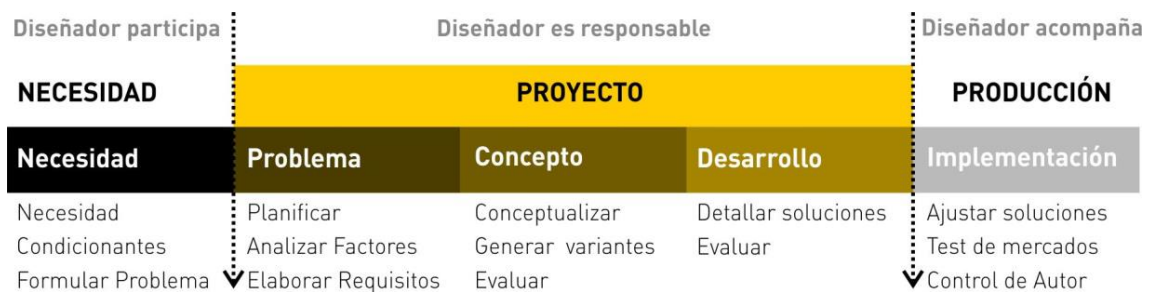 Diseñador participa
Diseñador es responsable
Diseñador acompaña
NECESIDAD
PROYECTO
PRODUCCIÓN
Necesidad
Problema
Concepto
Desarrollo
Implementación
Necesidad
Condicionantes
Formular Problema
Planificar
Analizar Factores
Elaborar Requisitos
Conceptualizar
Generar variantes
Evaluar
Detallar soluciones
Evaluar
Ajustar soluciones
Test de mercados
Control de Autor